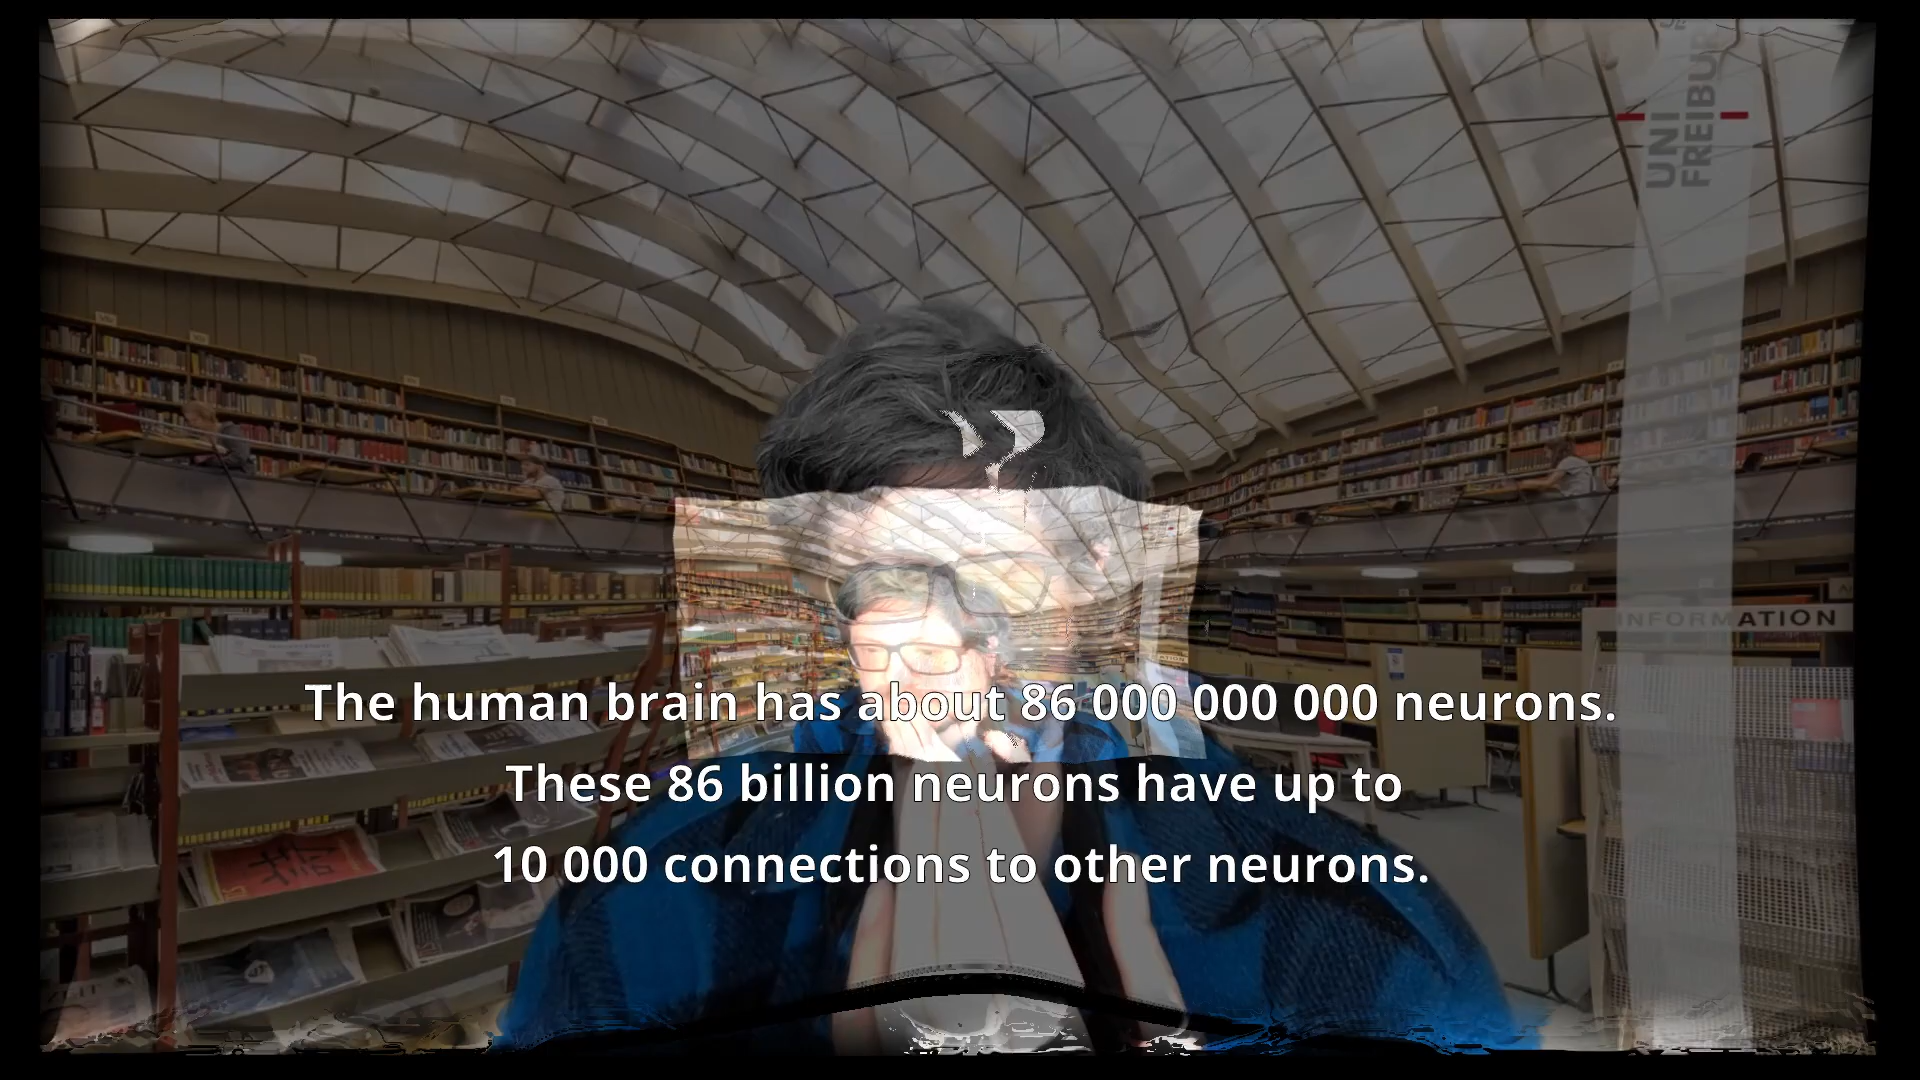 UNI
FREIBU
INFORMATION
The human brain has about 86 000 000 000 neurons.
These 86 billion neurons have up to
10 000 connections to other neurons.